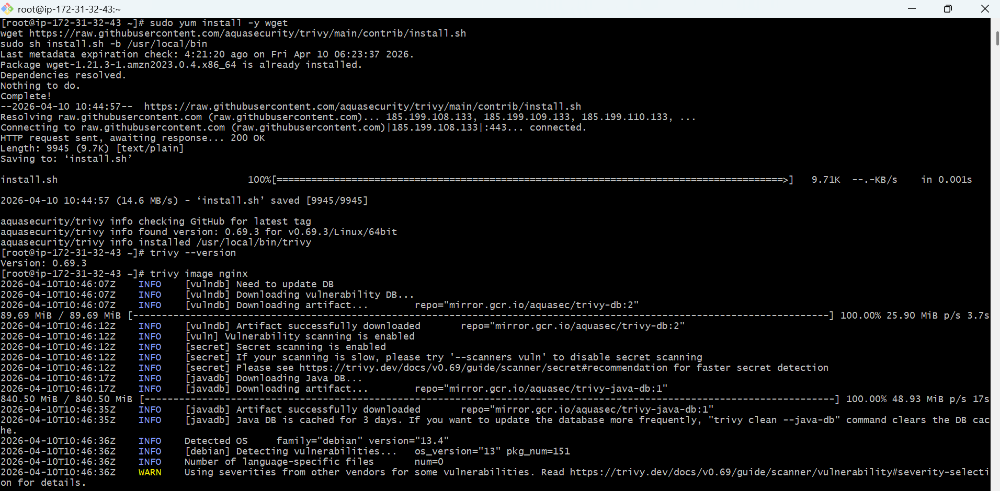 root@ip-172-31-32-43:~
[root@ip-172-31-32-43 ~]# sudo yum install -y wget
wget https://raw.githubusercontent.com/aquasecurity/trivy/main/contrib/install.sh
sudo sh install.sh -b /usr/local/bin
Last metadata expiration check: 4:21:20 ago on Fri Apr 10 06:23:37 2026.
Package wget-1.21.3-1.amzn2023.0.4.x86_64 is already installed.
Dependencies resolved.
Nothing to do.
Complete!
--2026-04-10 10:44:57--  https://raw.githubusercontent.com/aquasecurity/trivy/main/contrib/install.sh
Resolving raw.githubusercontent.com (raw.githubusercontent.com)... 185.199.108.133, 185.199.109.133, 185.199.110.133, ...
Connecting to raw.githubusercontent.com (raw.githubusercontent.com)|185.199.108.133|:443... connected.
HTTP request sent, awaiting response... 200 OK
Length: 9945 (9.7K) [text/plain]
Saving to: ‘install.sh’
install.sh                                 100%[========================================================================================>]   9.71K  --.-KB/s    in 0.001s
2026-04-10 10:44:57 (14.6 MB/s) - ‘install.sh’ saved [9945/9945]
aquasecurity/trivy info checking GitHub for latest tag
aquasecurity/trivy info found version: 0.69.3 for v0.69.3/Linux/64bit
aquasecurity/trivy info installed /usr/local/bin/trivy
[root@ip-172-31-32-43 ~]# trivy --version
Version: 0.69.3
[root@ip-172-31-32-43 ~]# trivy image nginx
2026-04-10T10:46:07Z    INFO    [vulndb] Need to update DB
2026-04-10T10:46:07Z    INFO    [vulndb] Downloading vulnerability DB...
2026-04-10T10:46:07Z    INFO    [vulndb] Downloading artifact...        repo="mirror.gcr.io/aquasec/trivy-db:2"
89.69 MiB / 89.69 MiB [-------------------------------------------------------------------------------------------------------------------------] 100.00% 25.90 MiB p/s 3.7s
2026-04-10T10:46:12Z    INFO    [vulndb] Artifact successfully downloaded       repo="mirror.gcr.io/aquasec/trivy-db:2"
2026-04-10T10:46:12Z    INFO    [vuln] Vulnerability scanning is enabled
2026-04-10T10:46:12Z    INFO    [secret] Secret scanning is enabled
2026-04-10T10:46:12Z    INFO    [secret] If your scanning is slow, please try '--scanners vuln' to disable secret scanning
2026-04-10T10:46:12Z    INFO    [secret] Please see https://trivy.dev/docs/v0.69/guide/scanner/secret#recommendation for faster secret detection
2026-04-10T10:46:17Z    INFO    [javadb] Downloading Java DB...
2026-04-10T10:46:17Z    INFO    [javadb] Downloading artifact...        repo="mirror.gcr.io/aquasec/trivy-java-db:1"
840.50 MiB / 840.50 MiB [------------------------------------------------------------------------------------------------------------------------] 100.00% 48.93 MiB p/s 17s
2026-04-10T10:46:35Z    INFO    [javadb] Artifact successfully downloaded       repo="mirror.gcr.io/aquasec/trivy-java-db:1"
2026-04-10T10:46:35Z    INFO    [javadb] Java DB is cached for 3 days. If you want to update the database more frequently, "trivy clean --java-db" command clears the DB cac
he.
2026-04-10T10:46:36Z    INFO    Detected OS     family="debian" version="13.4"
2026-04-10T10:46:36Z    INFO    [debian] Detecting vulnerabilities...   os_version="13" pkg_num=151
2026-04-10T10:46:36Z    INFO    Number of language-specific files       num=0
2026-04-10T10:46:36Z    WARN    Using severities from other vendors for some vulnerabilities. Read https://trivy.dev/docs/v0.69/guide/scanner/vulnerability#severity-selecti
on for details.